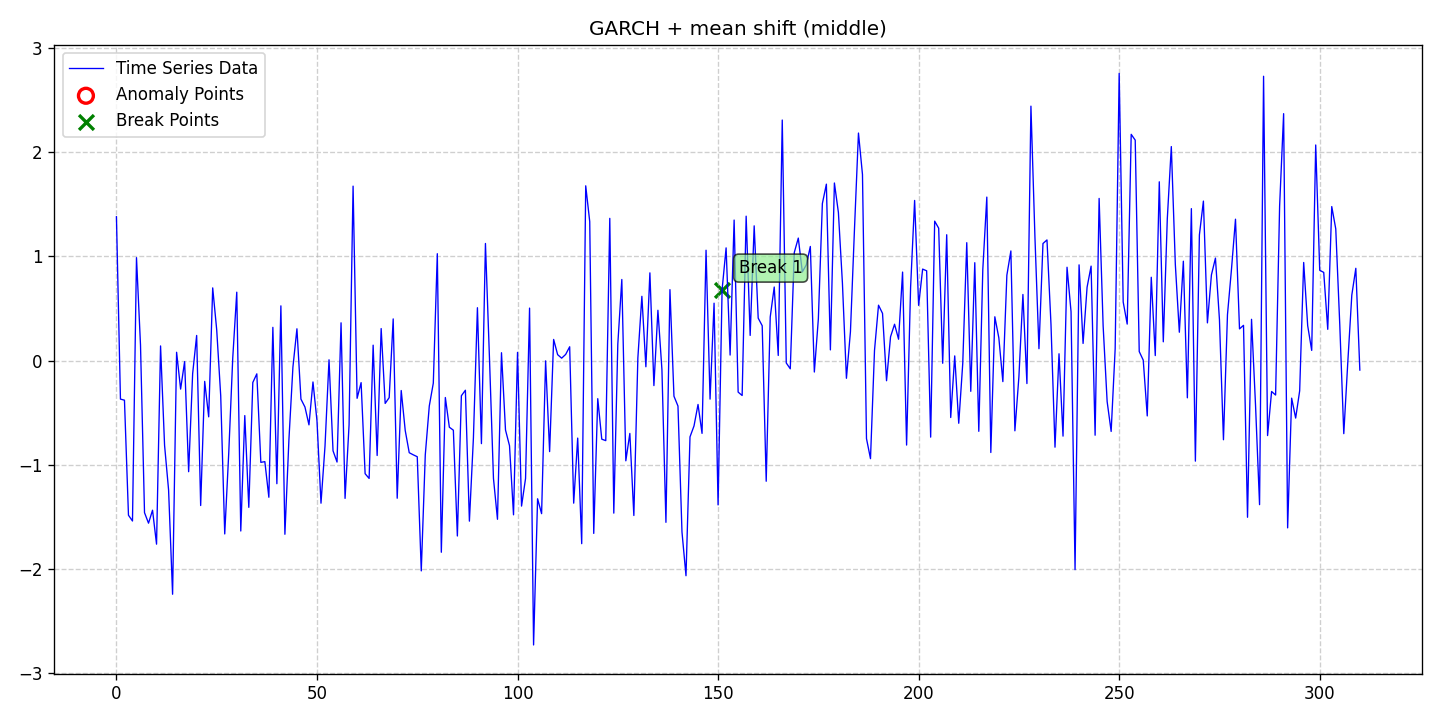 GARCH + mean shift (middle)
Time Series Data
Anomaly Points
Break Points
Break 1
3
2
1
0
−1
−2
−3
0
50
100
150
200
250
300